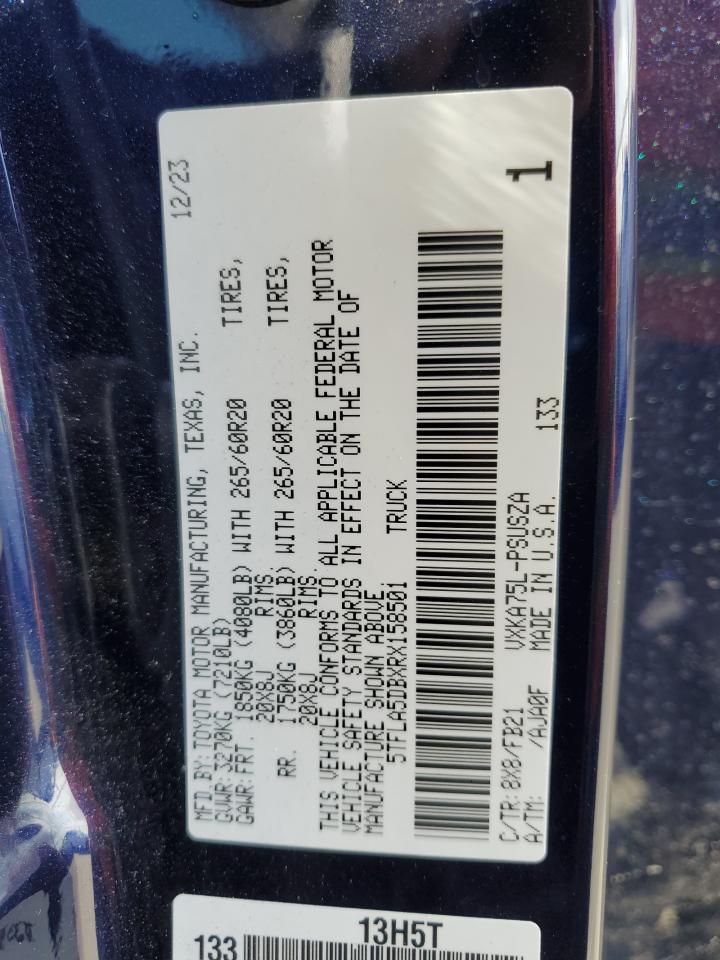 MFD.BY:TOYOTA MOTOR MANUFACTURING, TEXAS, INC. 12/23
GVWR:3270KG (7210LB)
GAWR:FRT. 1850KG (4080LB) WITH 265/60R20 TIRES,
20X8J RIMS
RR. 1750KG (3860LB) WITH 265/60R20 TIRES,
20X8J RIMS
THIS VEHICLE CONFORMS TO ALL APPLICABLE FEDERAL MOTOR
VEHICLE SAFETY STANDARDS IN EFFECT ON THE DATE OF
MANUFACTURE SHOWN ABOVE
5TFLA5DBXRX158501 TRUCK
1
C/TR:8X8/FB21 VXKA75L-PSUSZA 133
A/TM: /AJA0F MADE IN U.S.A.
13H5T
133